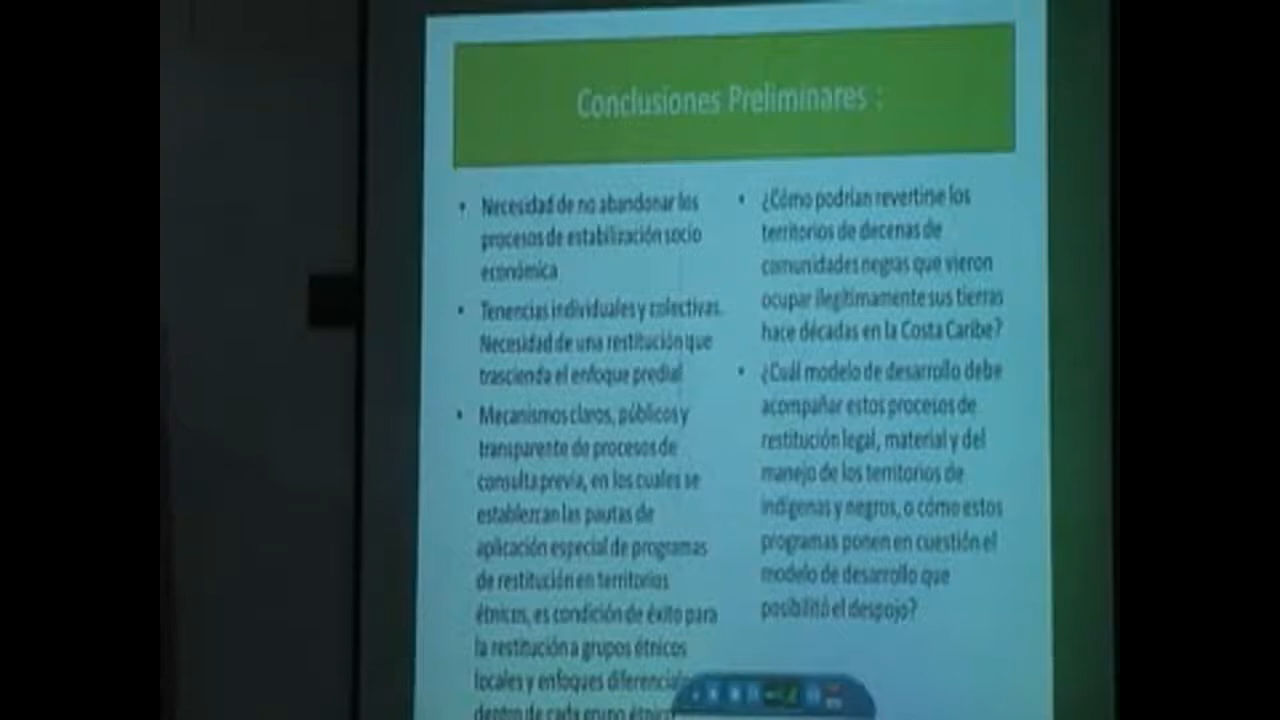 Conclusiones Preliminares :
• Necesidad de no abandonar los
procesos de estabilización socio
económica
• Tenencias individuales y colectivas.
Necesidad de una restitución que
trascienda el enfoque predial
• Mecanismos claros, públicos y
transparente de procesos de
consulta previa, en los cuales se
establezcan las pautas de
aplicación especial de programas
de restitución en territorios
étnicos, es condición de éxito para
la restitución a grupos étnicos
locales y enfoques
dentro de cada grupo étnico
• ¿Cómo podrían revertirse los
territorios de decenas de
comunidades negras que vieron
ocupar ilegítimamente sus tierras
hace décadas en la Costa Caribe?
• ¿Cuál modelo de desarrollo debe
acompañar estos procesos de
restitución legal, material y del
manejo de los territorios de
indígenas y negros, o cómo estos
programas ponen en cuestión el
modelo de desarrollo que
posibilitó el despojo?